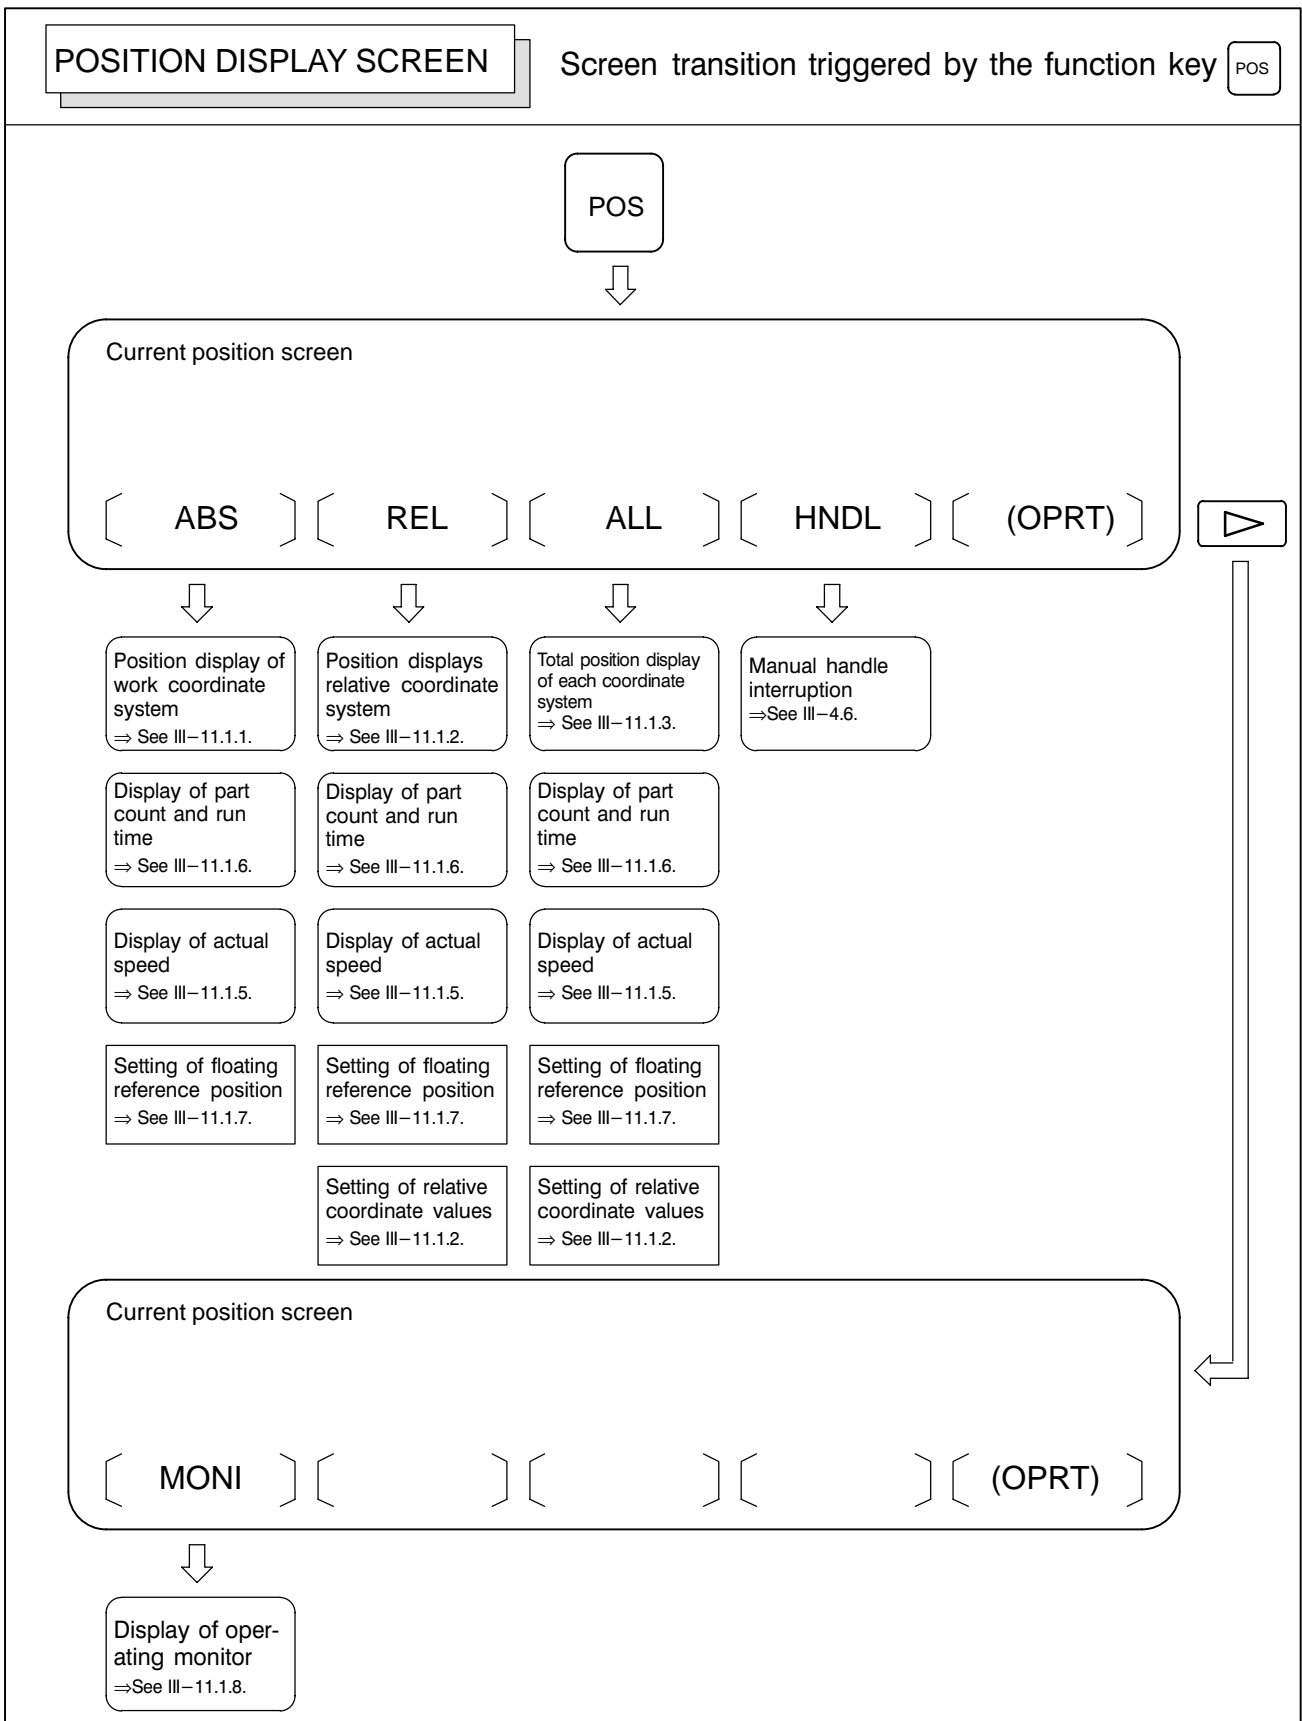 POSITION DISPLAY SCREEN
Screen transition triggered by the function key POS
POS
Current position screen
ABS REL ALL HNDL (OPRT)
Position display of
work coordinate
system
⇒ See III−11.1.1.
Position displays
relative coordinate
system
⇒ See III−11.1.2.
Total position display
of each coordinate
system
⇒ See III−11.1.3.
Manual handle
interruption
⇒See III−4.6.
Display of part
count and run
time
⇒ See III−11.1.6.
Display of part
count and run
time
⇒ See III−11.1.6.
Display of part
count and run
time
⇒ See III−11.1.6.
Display of actual
speed
⇒ See III−11.1.5.
Display of actual
speed
⇒ See III−11.1.5.
Display of actual
speed
⇒ See III−11.1.5.
Setting of floating
reference position
⇒ See III−11.1.7.
Setting of floating
reference position
⇒ See III−11.1.7.
Setting of floating
reference position
⇒ See III−11.1.7.
Setting of relative
coordinate values
⇒ See III−11.1.2.
Setting of relative
coordinate values
⇒ See III−11.1.2.
Current position screen
MONI (OPRT)
Display of oper-
ating monitor
⇒See III−11.1.8.